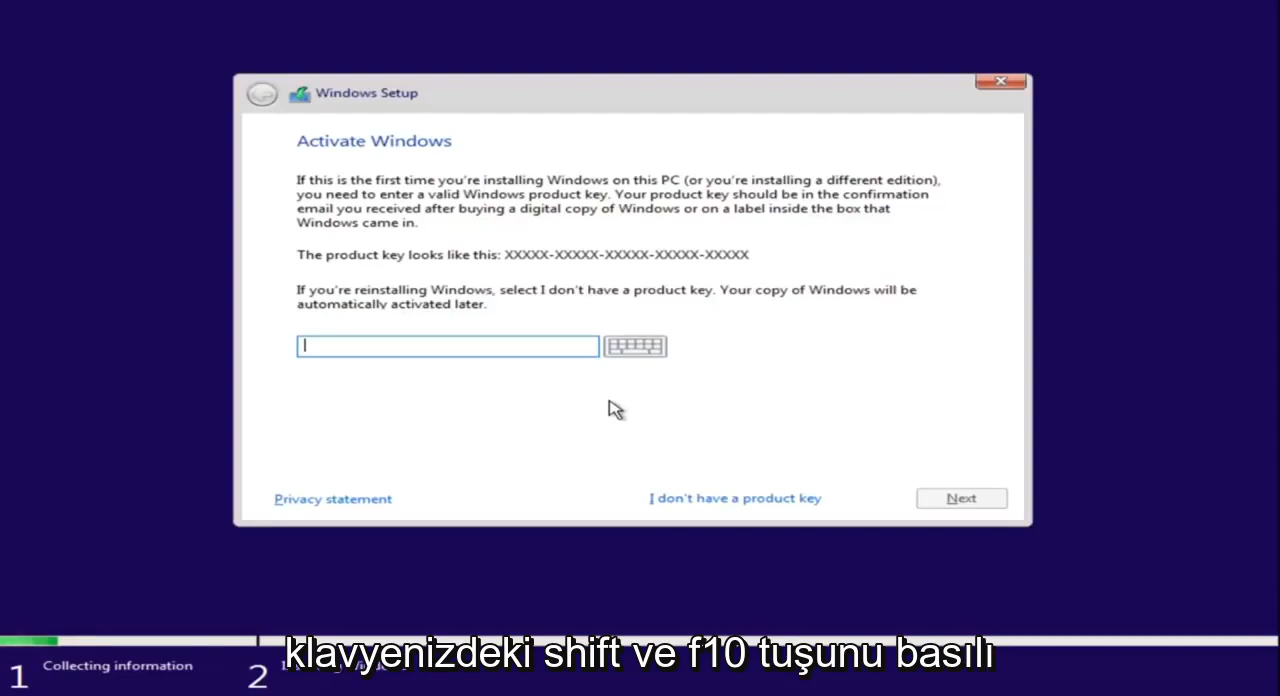 Windows Setup
Activate Windows
If this is the first time you're installing Windows on this PC (or you're installing a different edition),
you need to enter a valid Windows product key. Your product key should be in the confirmation
email you received after buying a digital copy of Windows or on a label inside the box that
Windows came in.
The product key looks like this: XXXXX-XXXXX-XXXXX-XXXXX-XXXXX
If you're reinstalling Windows, select I don't have a product key. Your copy of Windows will be
automatically activated later.
Privacy statement
I don't have a product key
Next
klavyenizdeki shift ve f10 tuşunu basılı
1 Collecting information
2